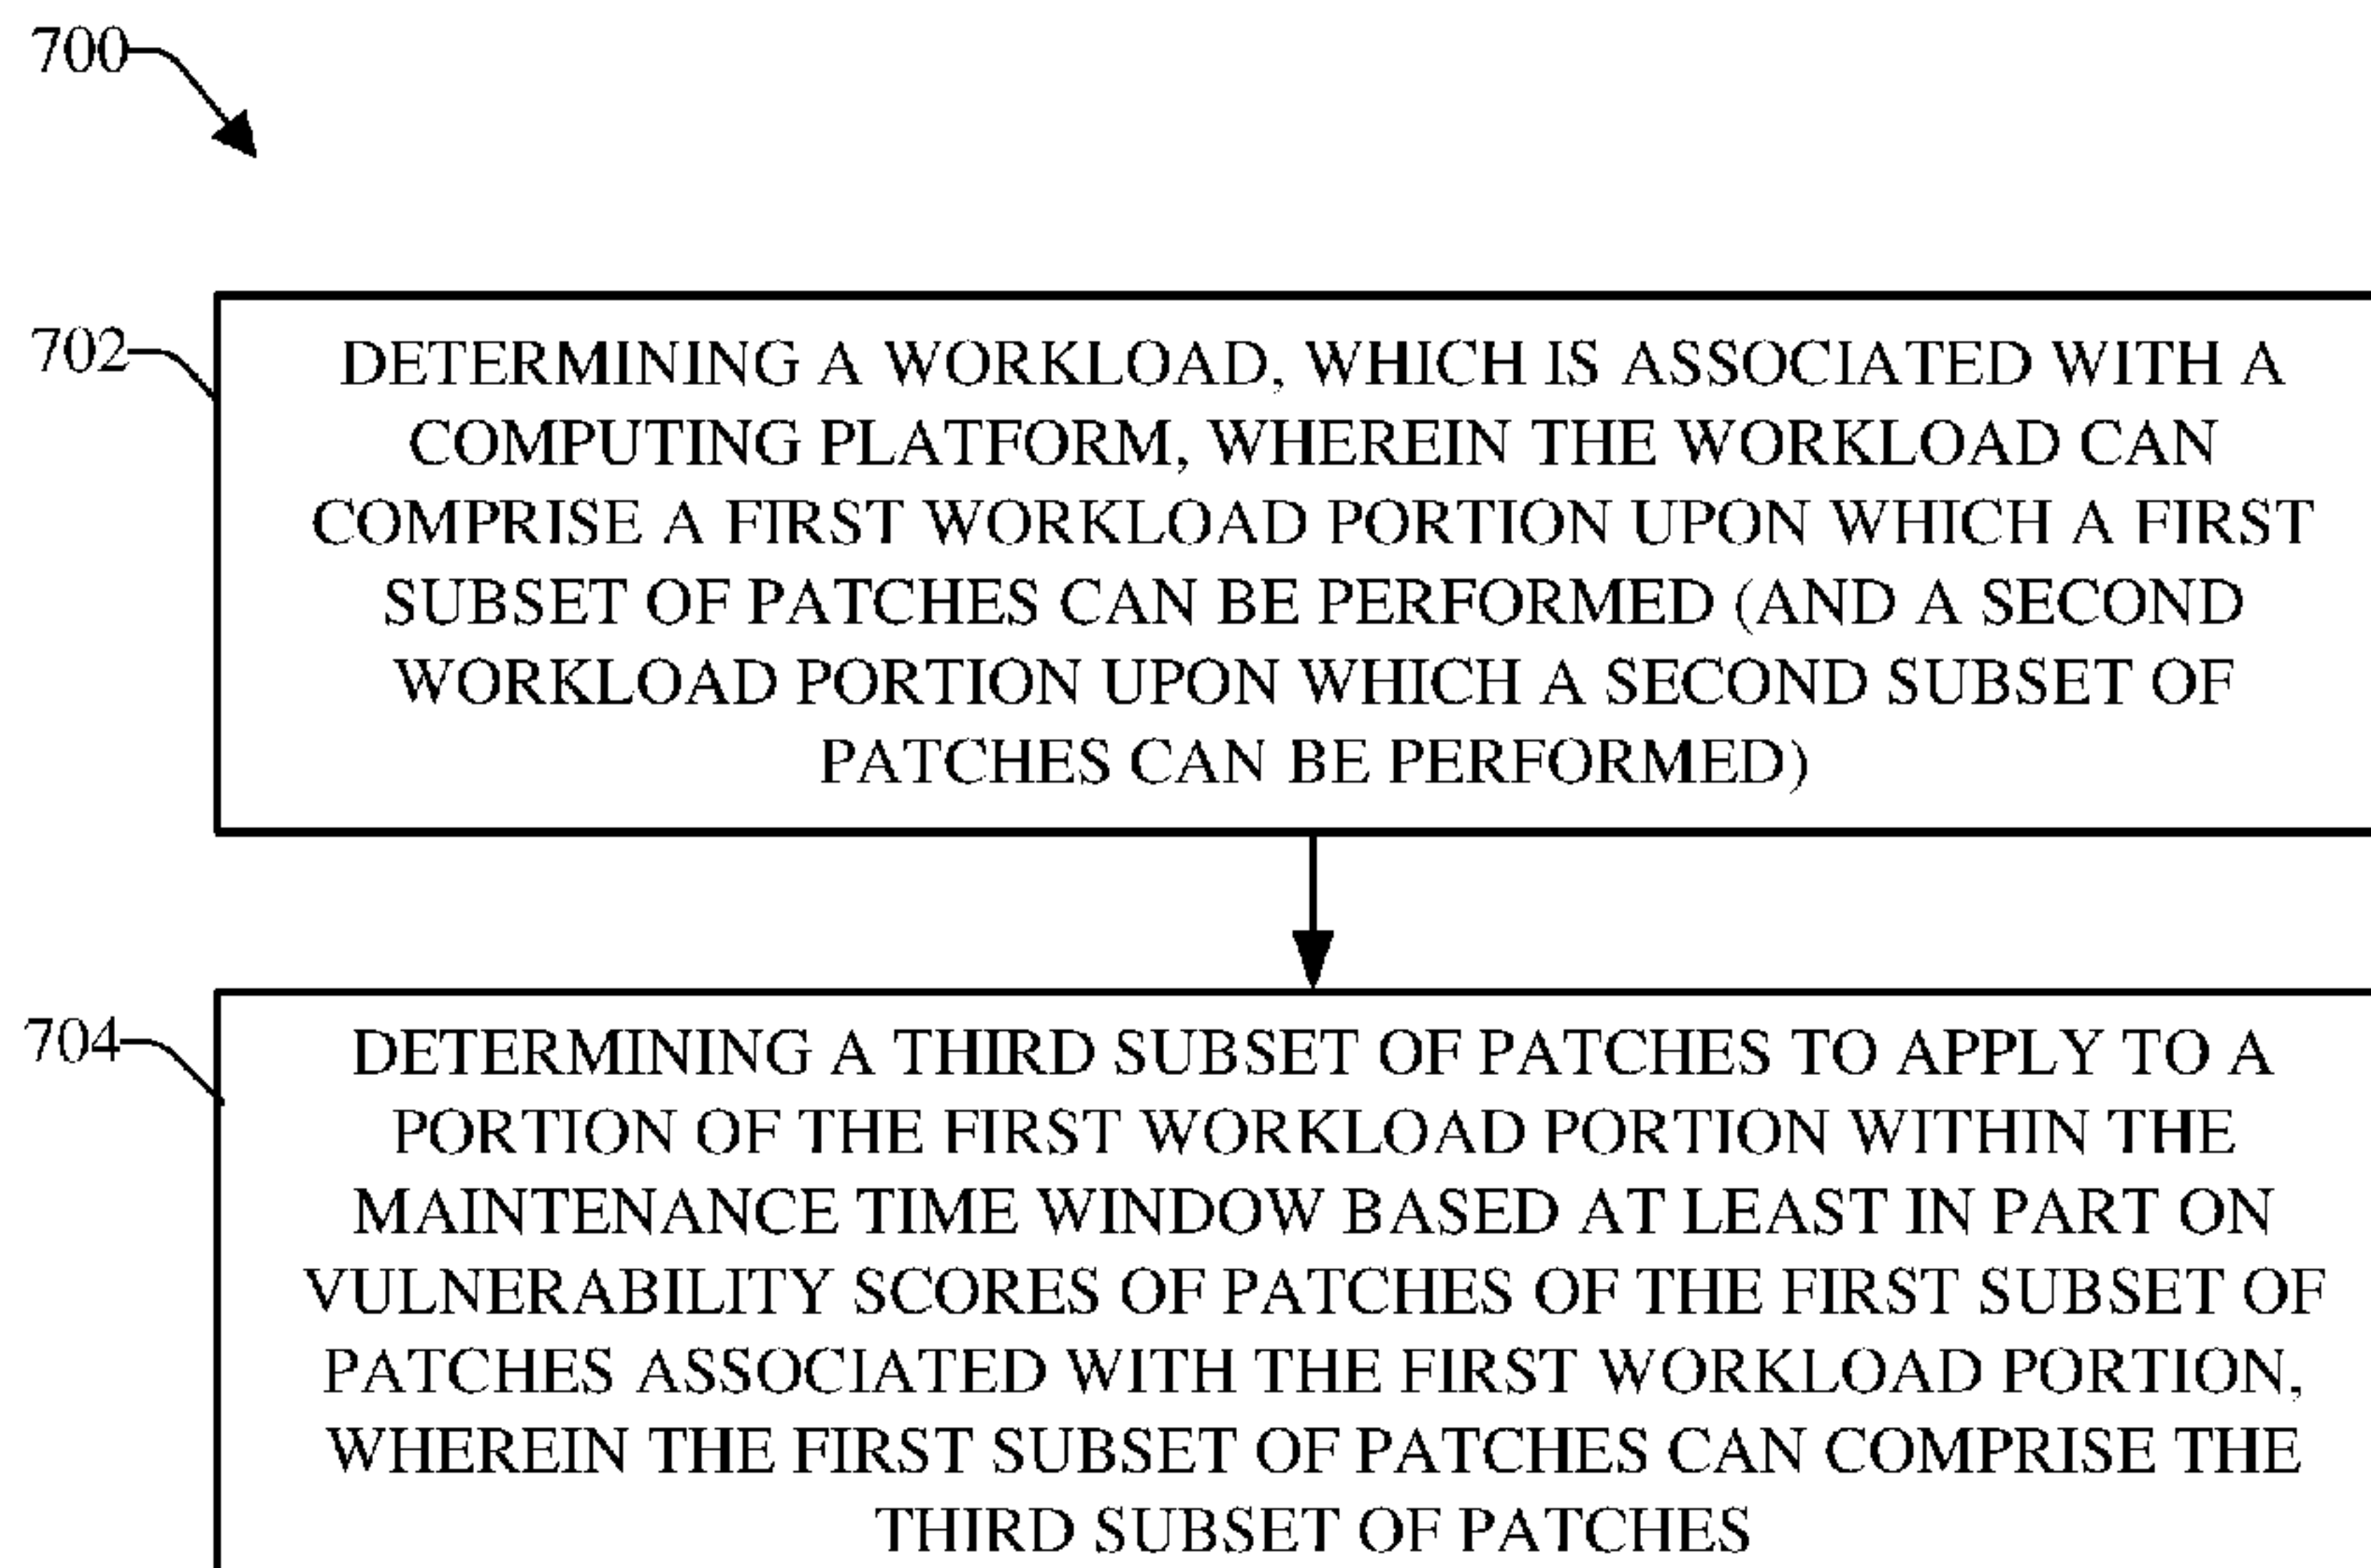 700
702
DETERMINING A WORKLOAD, WHICH IS ASSOCIATED WITH A
COMPUTING PLATFORM, WHEREIN THE WORKLOAD CAN
COMPRISE A FIRST WORKLOAD PORTION UPON WHICH A FIRST
SUBSET OF PATCHES CAN BE PERFORMED (AND A SECOND
WORKLOAD PORTION UPON WHICH A SECOND SUBSET OF
PATCHES CAN BE PERFORMED)
704
DETERMINING A THIRD SUBSET OF PATCHES TO APPLY TO A
PORTION OF THE FIRST WORKLOAD PORTION WITHIN THE
MAINTENANCE TIME WINDOW BASED AT LEAST IN PART ON
VULNERABILITY SCORES OF PATCHES OF THE FIRST SUBSET OF
PATCHES ASSOCIATED WITH THE FIRST WORKLOAD PORTION,
WHEREIN THE FIRST SUBSET OF PATCHES CAN COMPRISE THE
THIRD SUBSET OF PATCHES